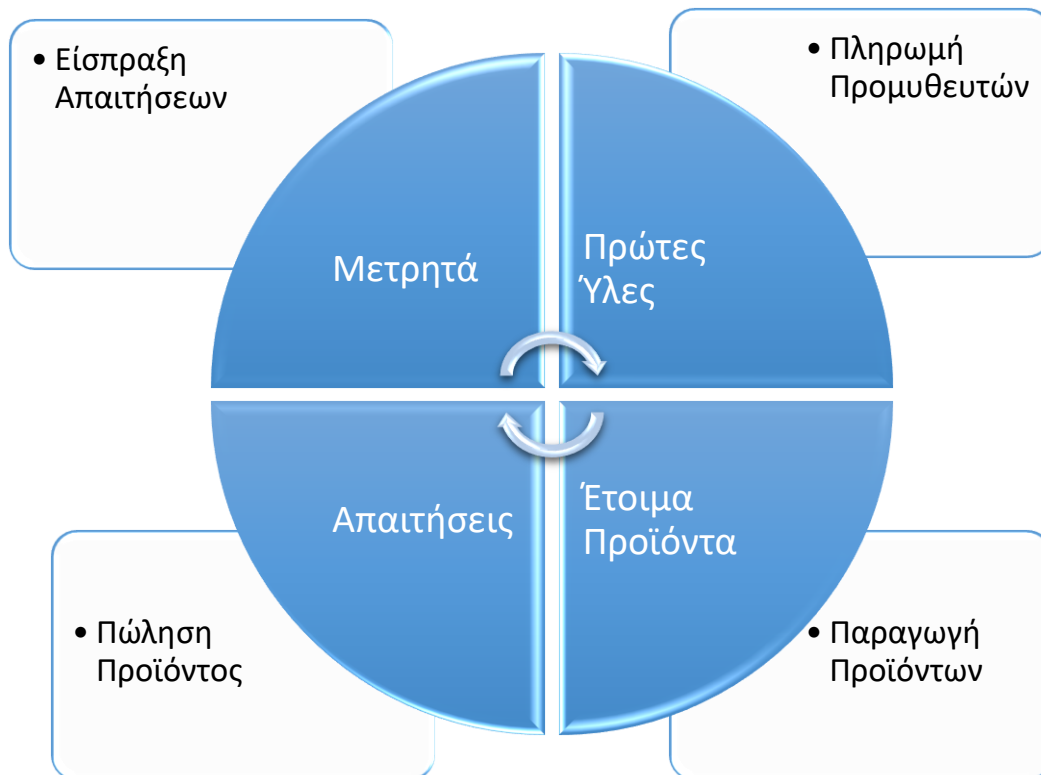 • Είσπραξη
Απαιτήσεων
• Πληρωμή
Προμυθευτών
Μετρητά
Πρώτες
Ύλες
Απαιτήσεις
Έτοιμα
Προϊόντα
• Πώληση
Προϊόντος
• Παραγωγή
Προϊόντων